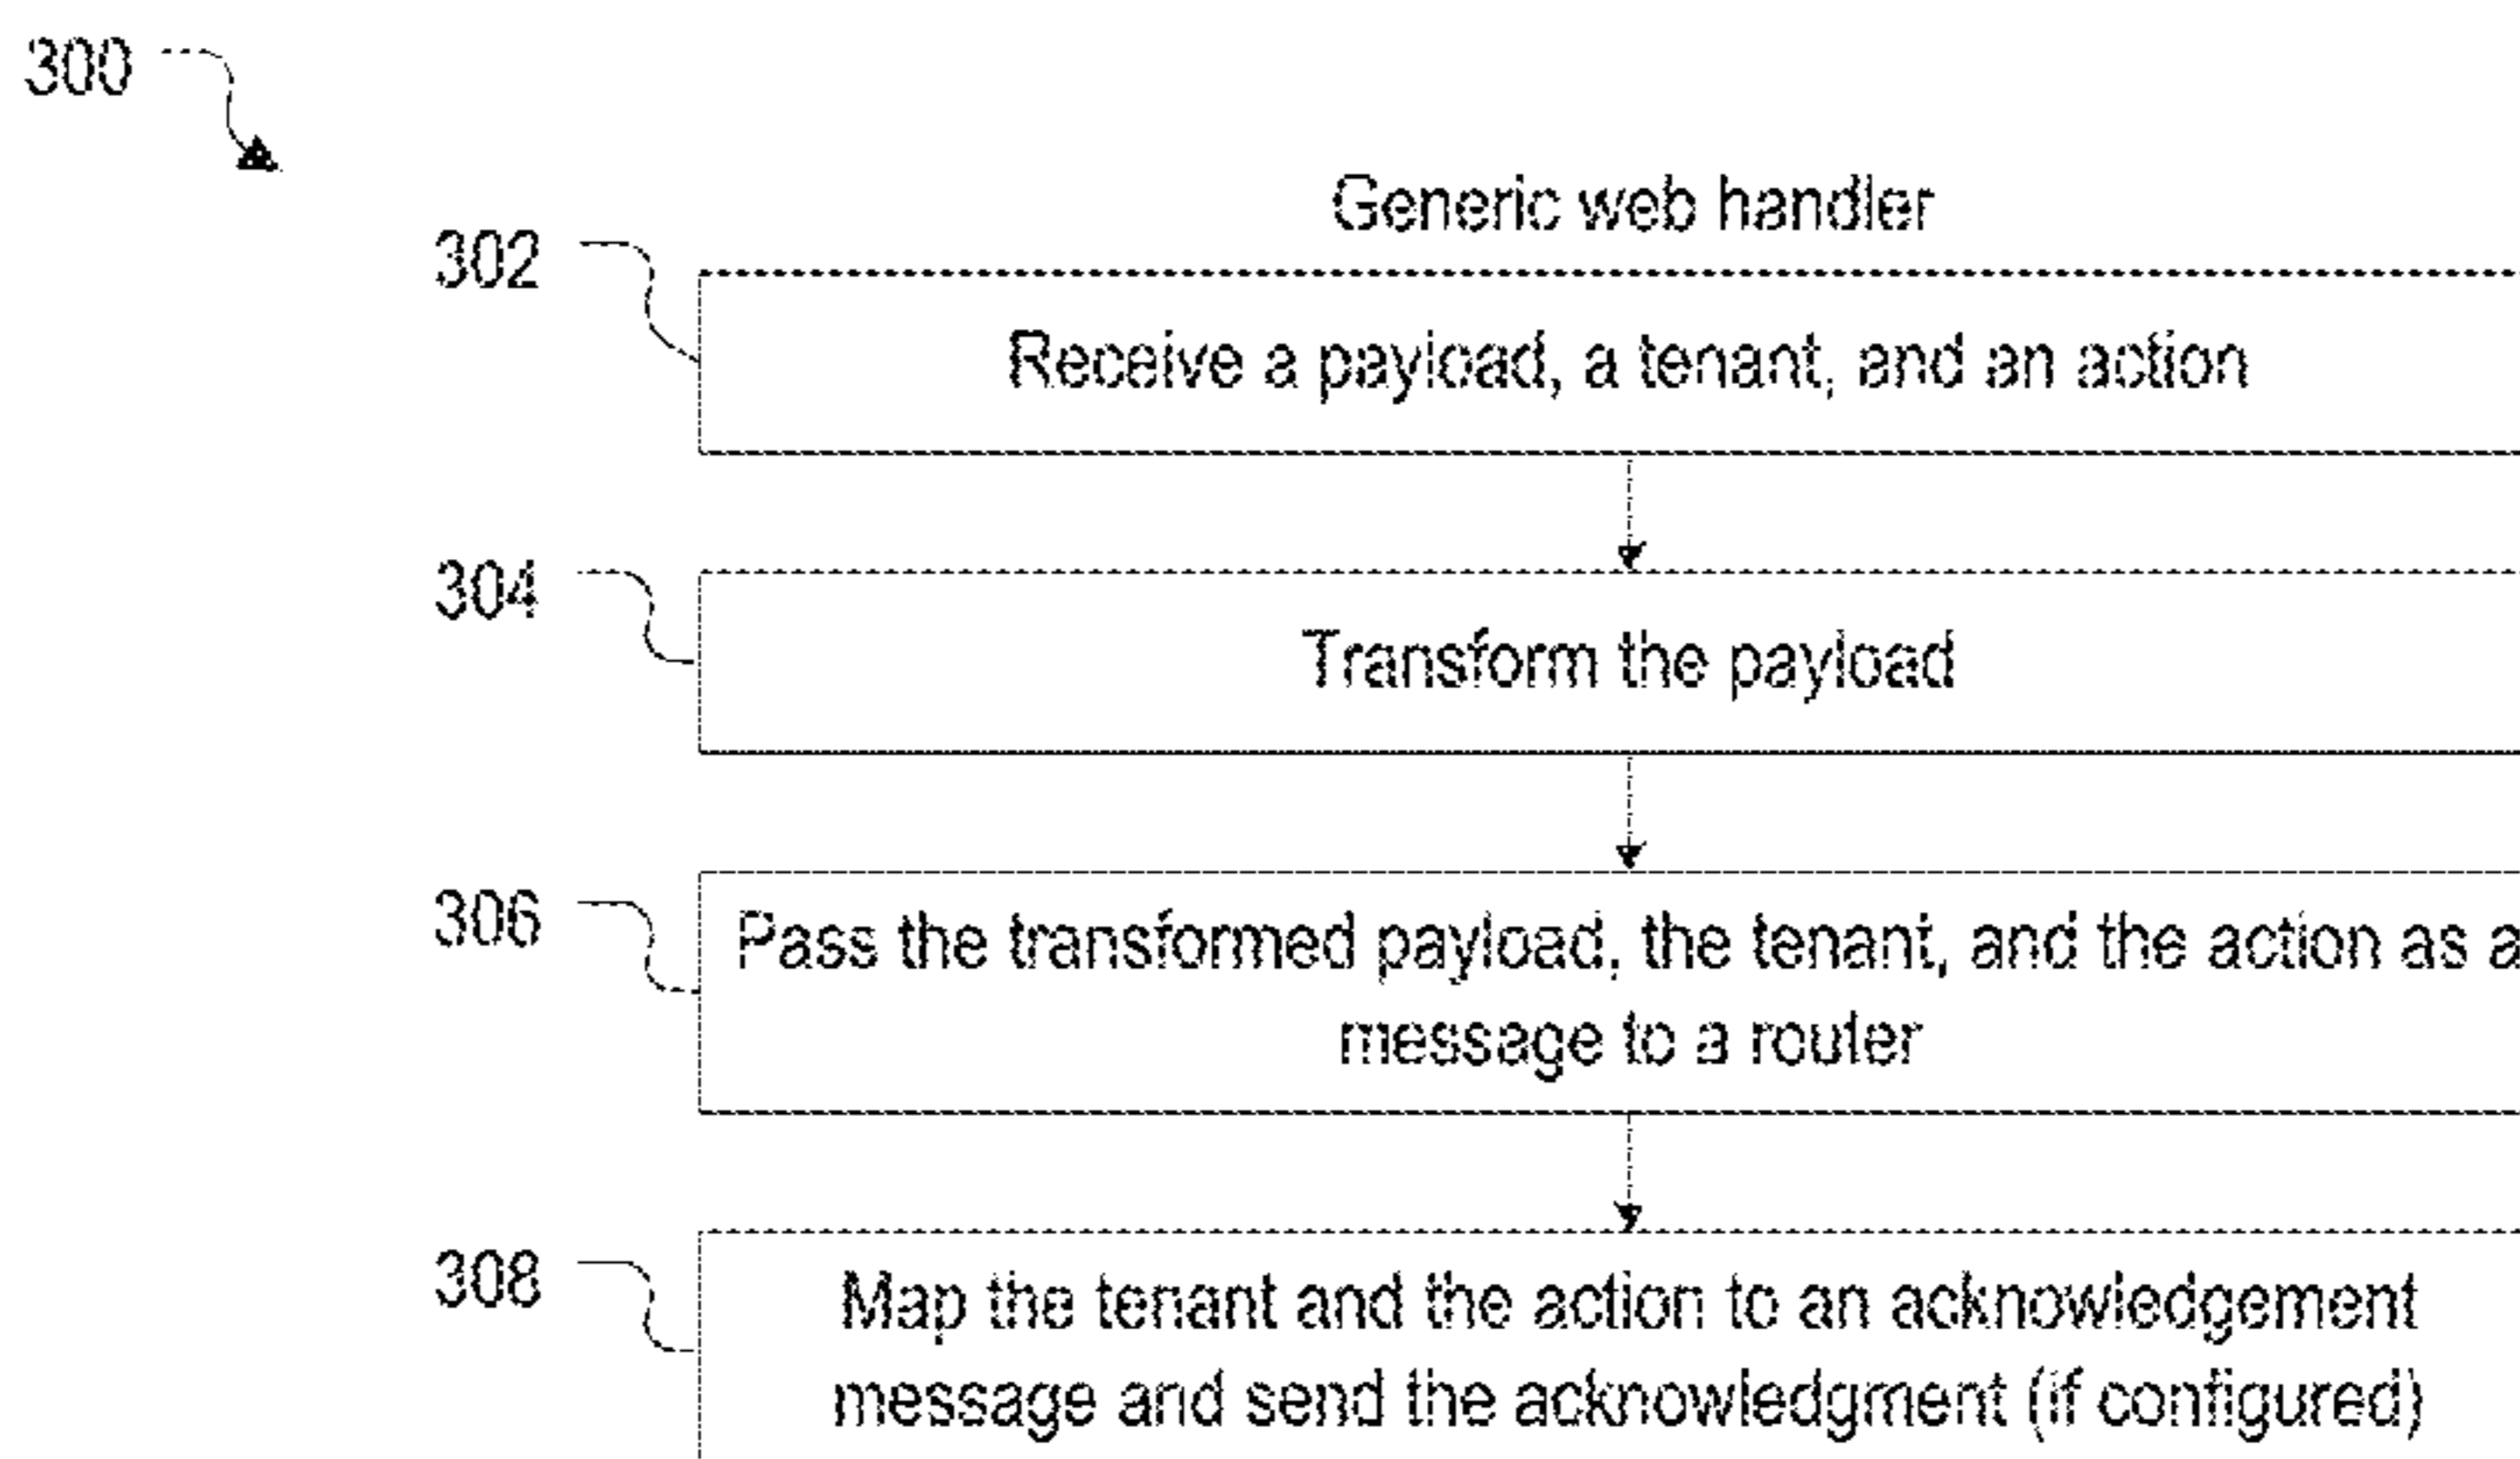 300
Generic web handler
302
Receive a payload, a tenant, and an action
304
Transform the payload
306
Pass the transformed payload, the tenant, and the action as a
message to a router
308
Map the tenant and the action to an acknowledgement
message and send the acknowledgment (if configured)